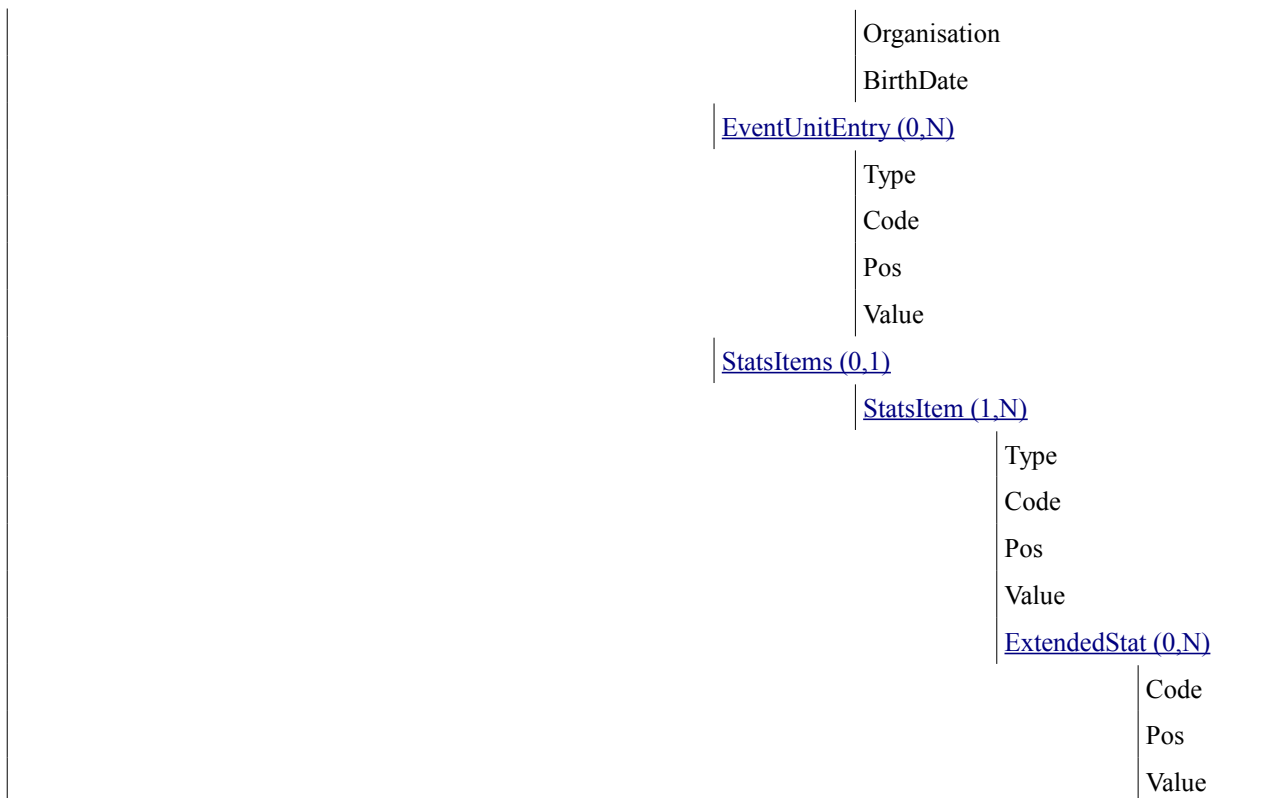 Organisation
BirthDate
EventUnitEntry (0,N)
Type
Code
Pos
Value
StatsItems (0,1)
StatsItem (1,N)
Type
Code
Pos
Value
ExtendedStat (0,N)
Code
Pos
Value